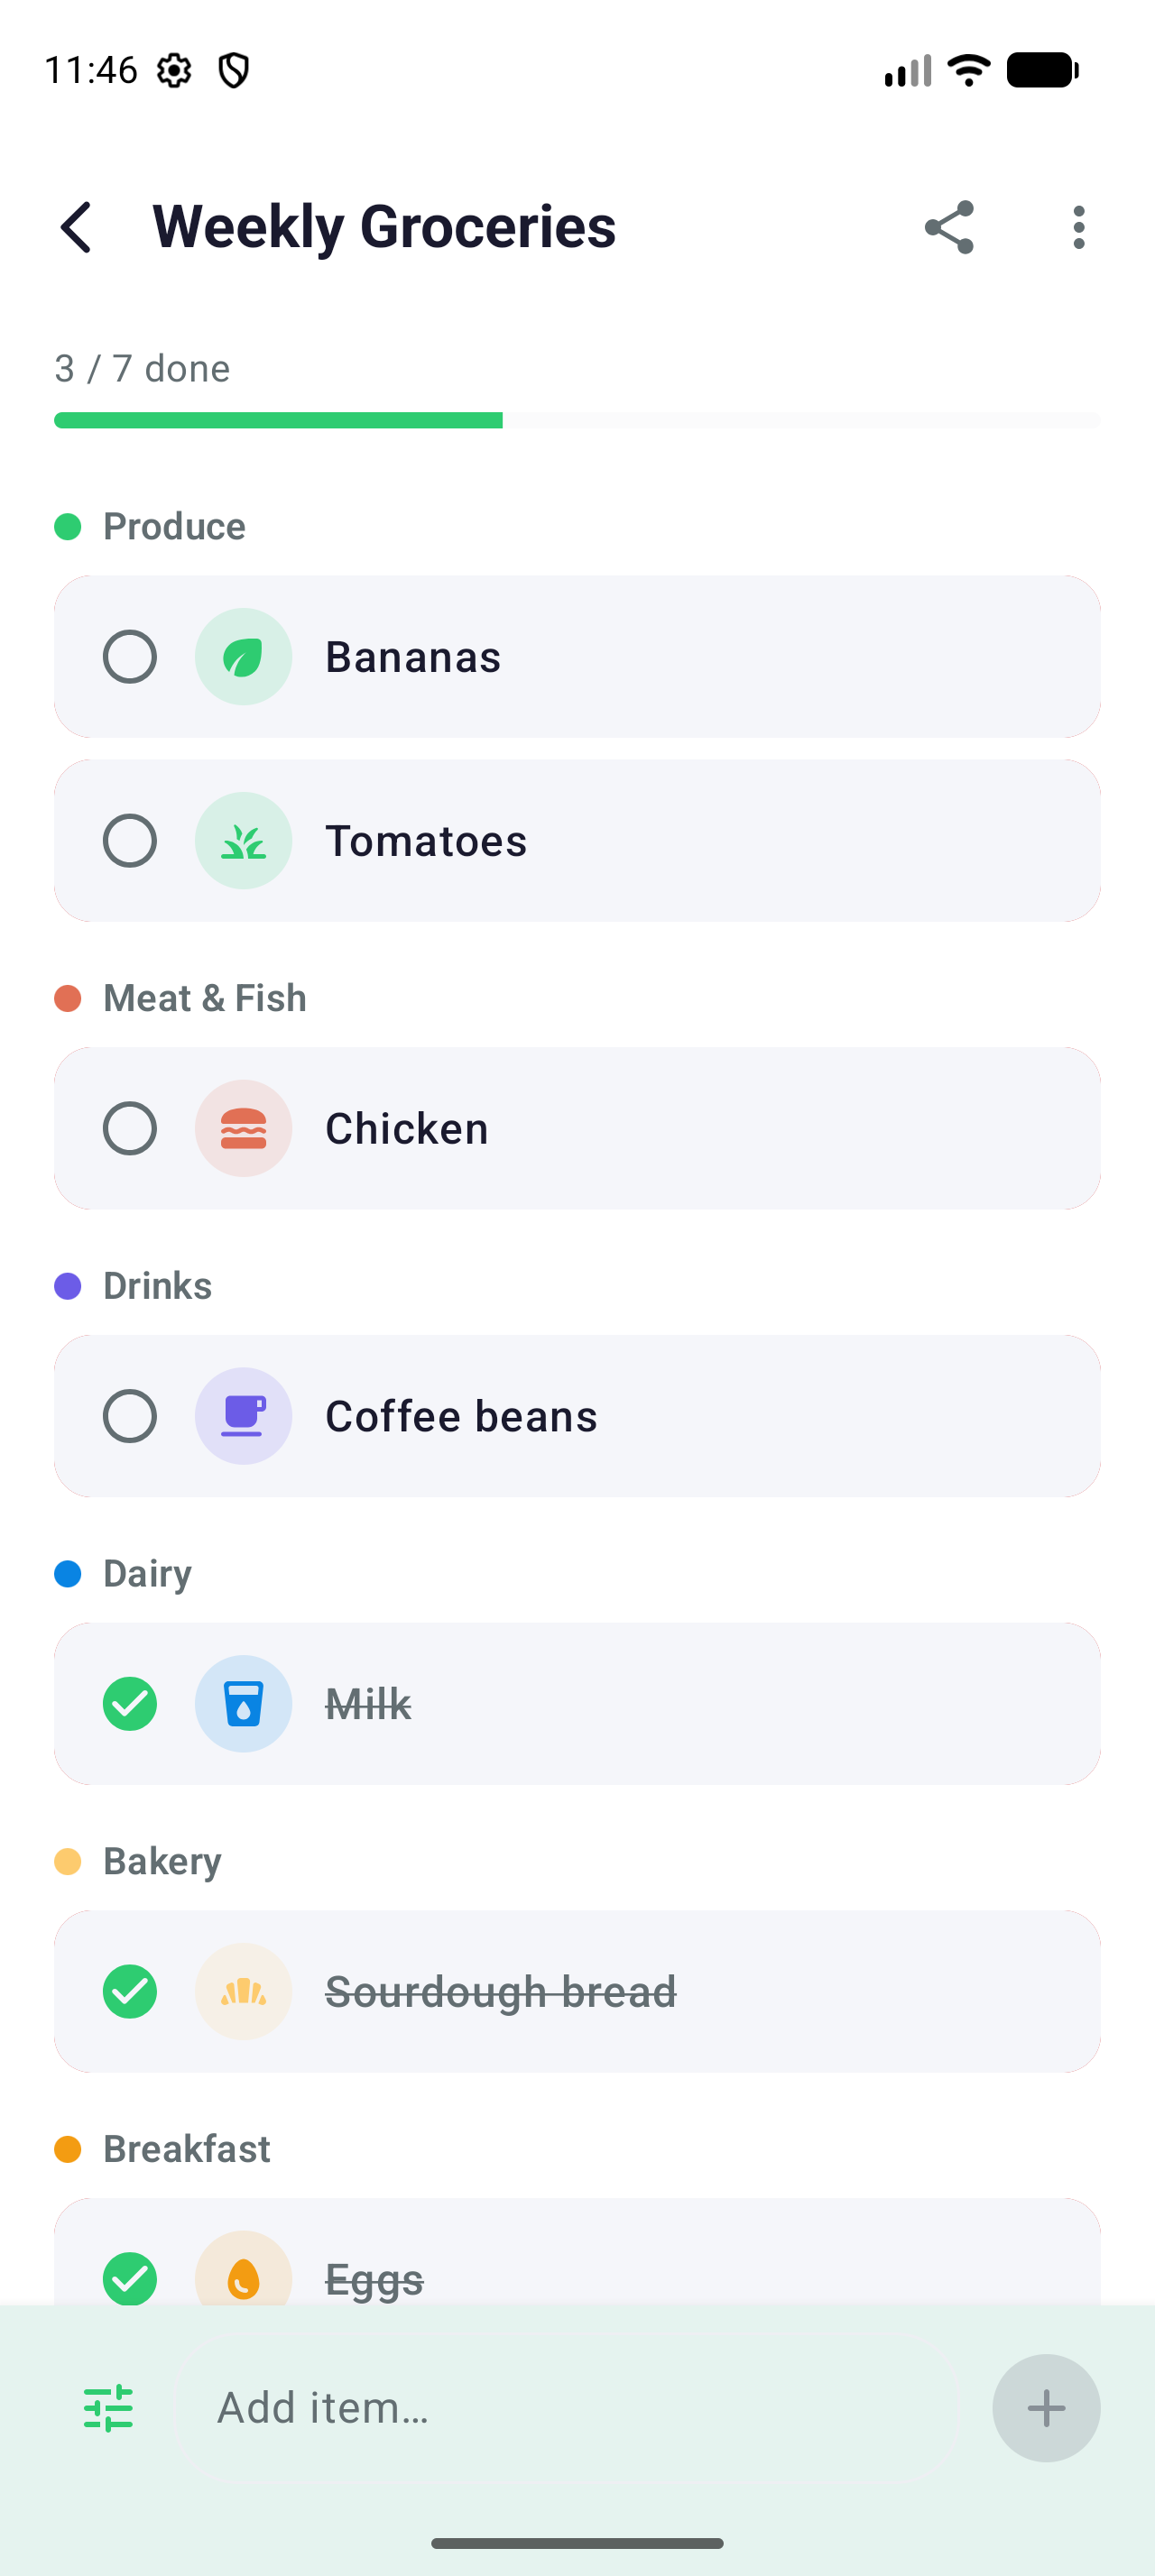 11:46
Weekly Groceries
3 / 7 done
Produce
Bananas
Tomatoes
Meat & Fish
Chicken
Drinks
Coffee beans
Dairy
Milk
Bakery
Sourdough bread
Breakfast
Eggs
Add item…